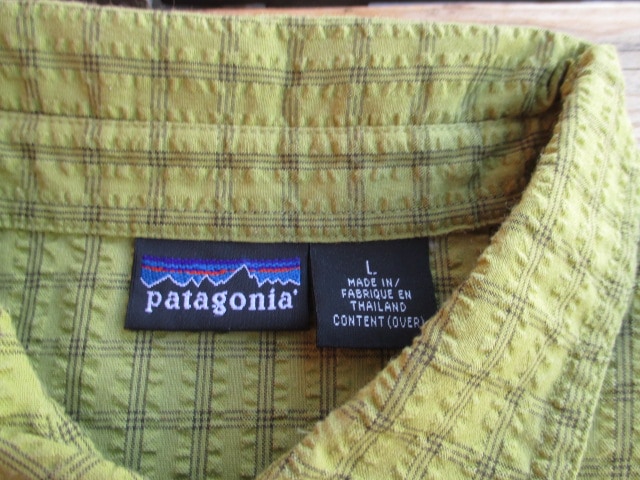 patagonia®
L
MADE IN/
FABRIQUE EN
THAILAND
CONTENT (OVER)